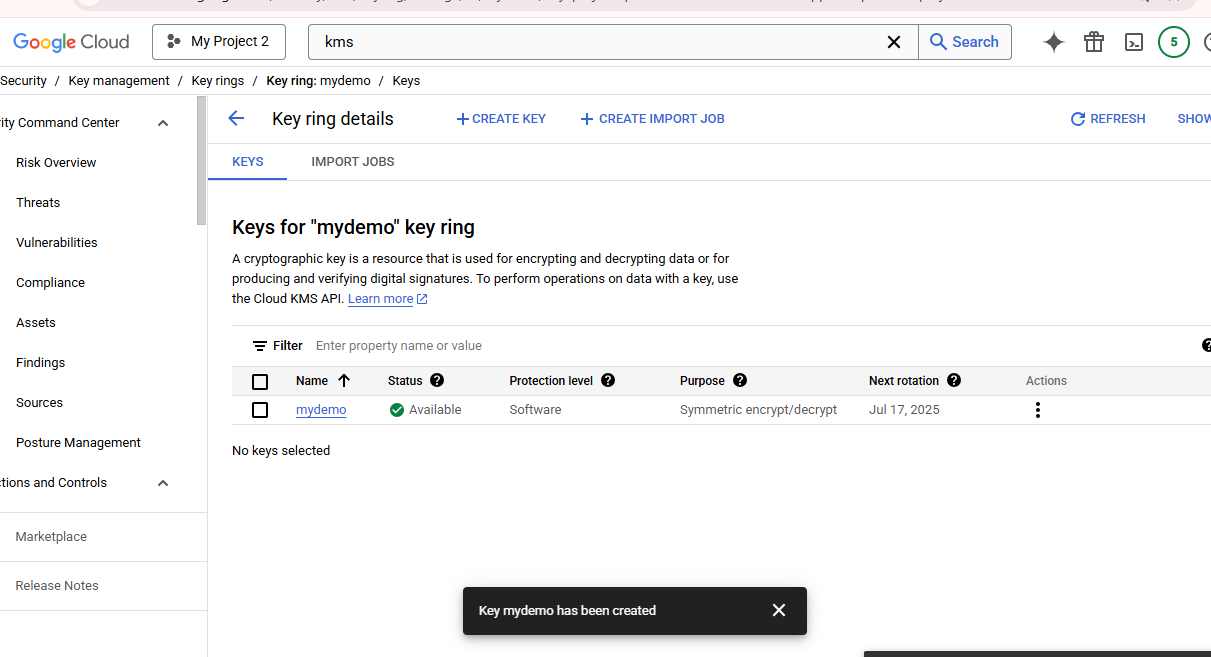 Google Cloud
My Project 2
kms
Search
5
Security / Key management / Key rings / Key ring: mydemo / Keys
rity Command Center
Risk Overview
Threats
Vulnerabilities
Compliance
Assets
Findings
Sources
Posture Management
ctions and Controls
Marketplace
Release Notes
Key ring details
CREATE KEY
CREATE IMPORT JOB
REFRESH
SHOW
KEYS
IMPORT JOBS
Keys for "mydemo" key ring
A cryptographic key is a resource that is used for encrypting and decrypting data or for
producing and verifying digital signatures. To perform operations on data with a key, use
the Cloud KMS API. Learn more
Filter Enter property name or value
Name Status Protection level Purpose Next rotation Actions
mydemo Available Software Symmetric encrypt/decrypt Jul 17, 2025
No keys selected
Key mydemo has been created